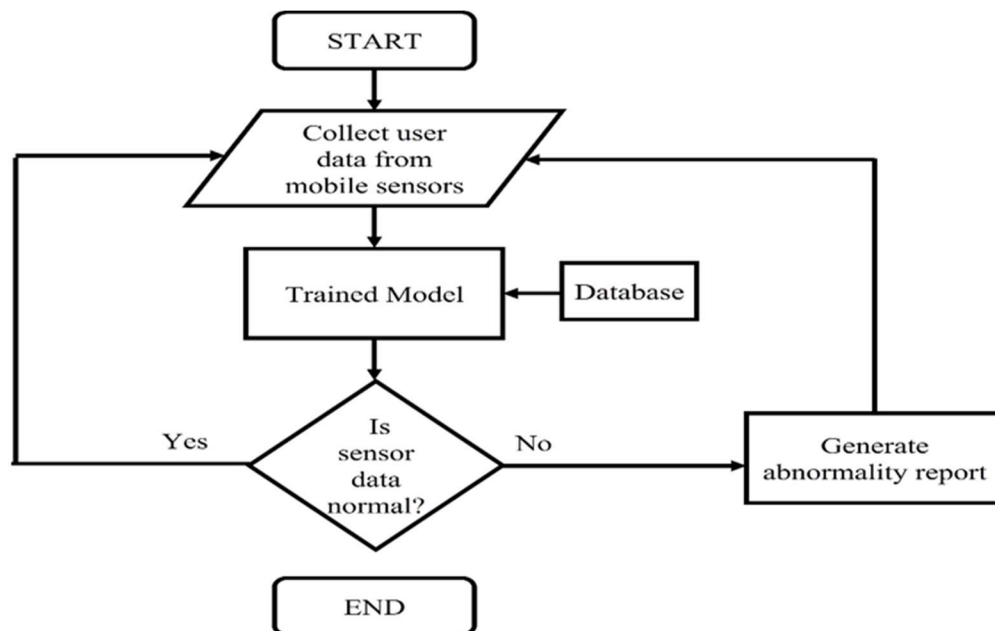 START
Collect user
data from
mobile sensors
Trained Model
Database
Is
sensor
data
normal?
Yes
No
Generate
abnormality report
END